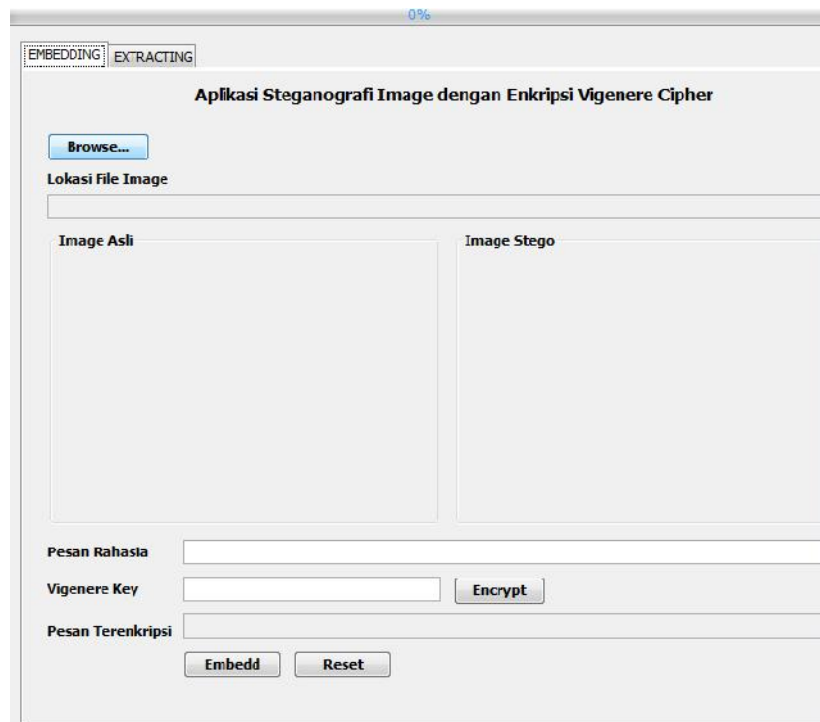 0%
EMBEDDING EXTRACTING
Aplikasi Steganografi Image dengan Enkripsi Vigenere Cipher
Browse...
Lokasi File Image
Image Asli Image Stego
Pesan Rahasia
Vigenere Key Encrypt
Pesan Terenkripsi
Embedd Reset